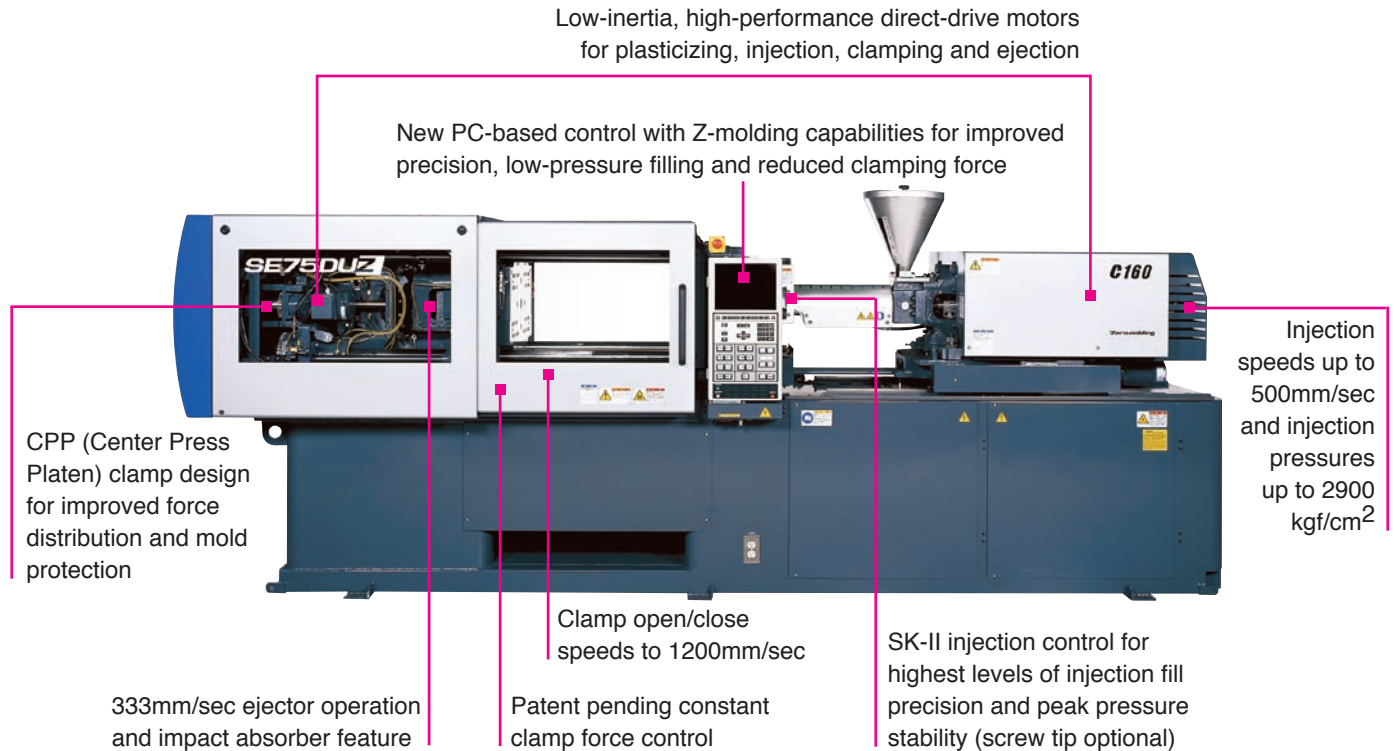 Low-inertia, high-performance direct-drive motors
for plasticizing, injection, clamping and ejection
New PC-based control with Z-molding capabilities for improved
precision, low-pressure filling and reduced clamping force
SE75DUZ
C160
Zero-molding
Injection
speeds up to
500mm/sec
and injection
pressures
up to 2900
kgf/cm2
CPP (Center Press
Platen) clamp design
for improved force
distribution and mold
protection
Clamp open/close
speeds to 1200mm/sec
SK-II injection control for
highest levels of injection fill
precision and peak pressure
stability (screw tip optional)
333mm/sec ejector operation
and impact absorber feature
Patent pending constant
clamp force control